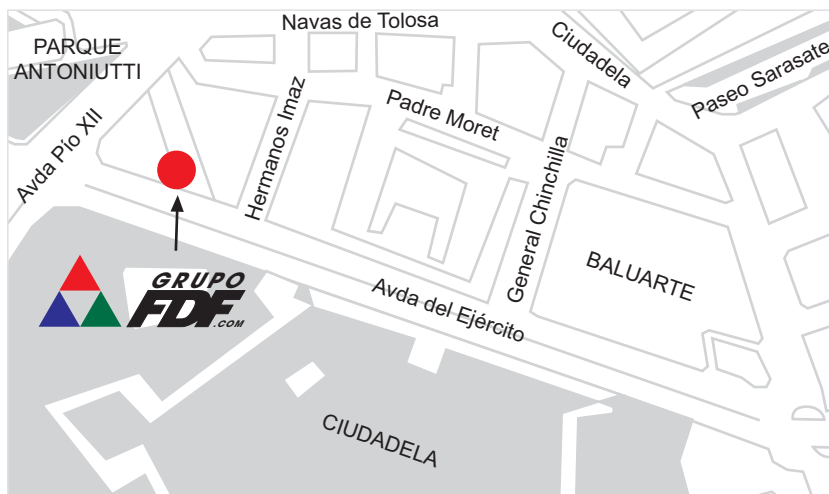 Navas de Tolosa
PARQUE
ANTONIUTTI
Ciudadela
Paseo Sarasate
Avda Pío XII
Hermanos Imaz
Padre Moret
General Chinchilla
BALUARTE
GRUPO
FDF
.COM
Avda del Ejército
CIUDADELA